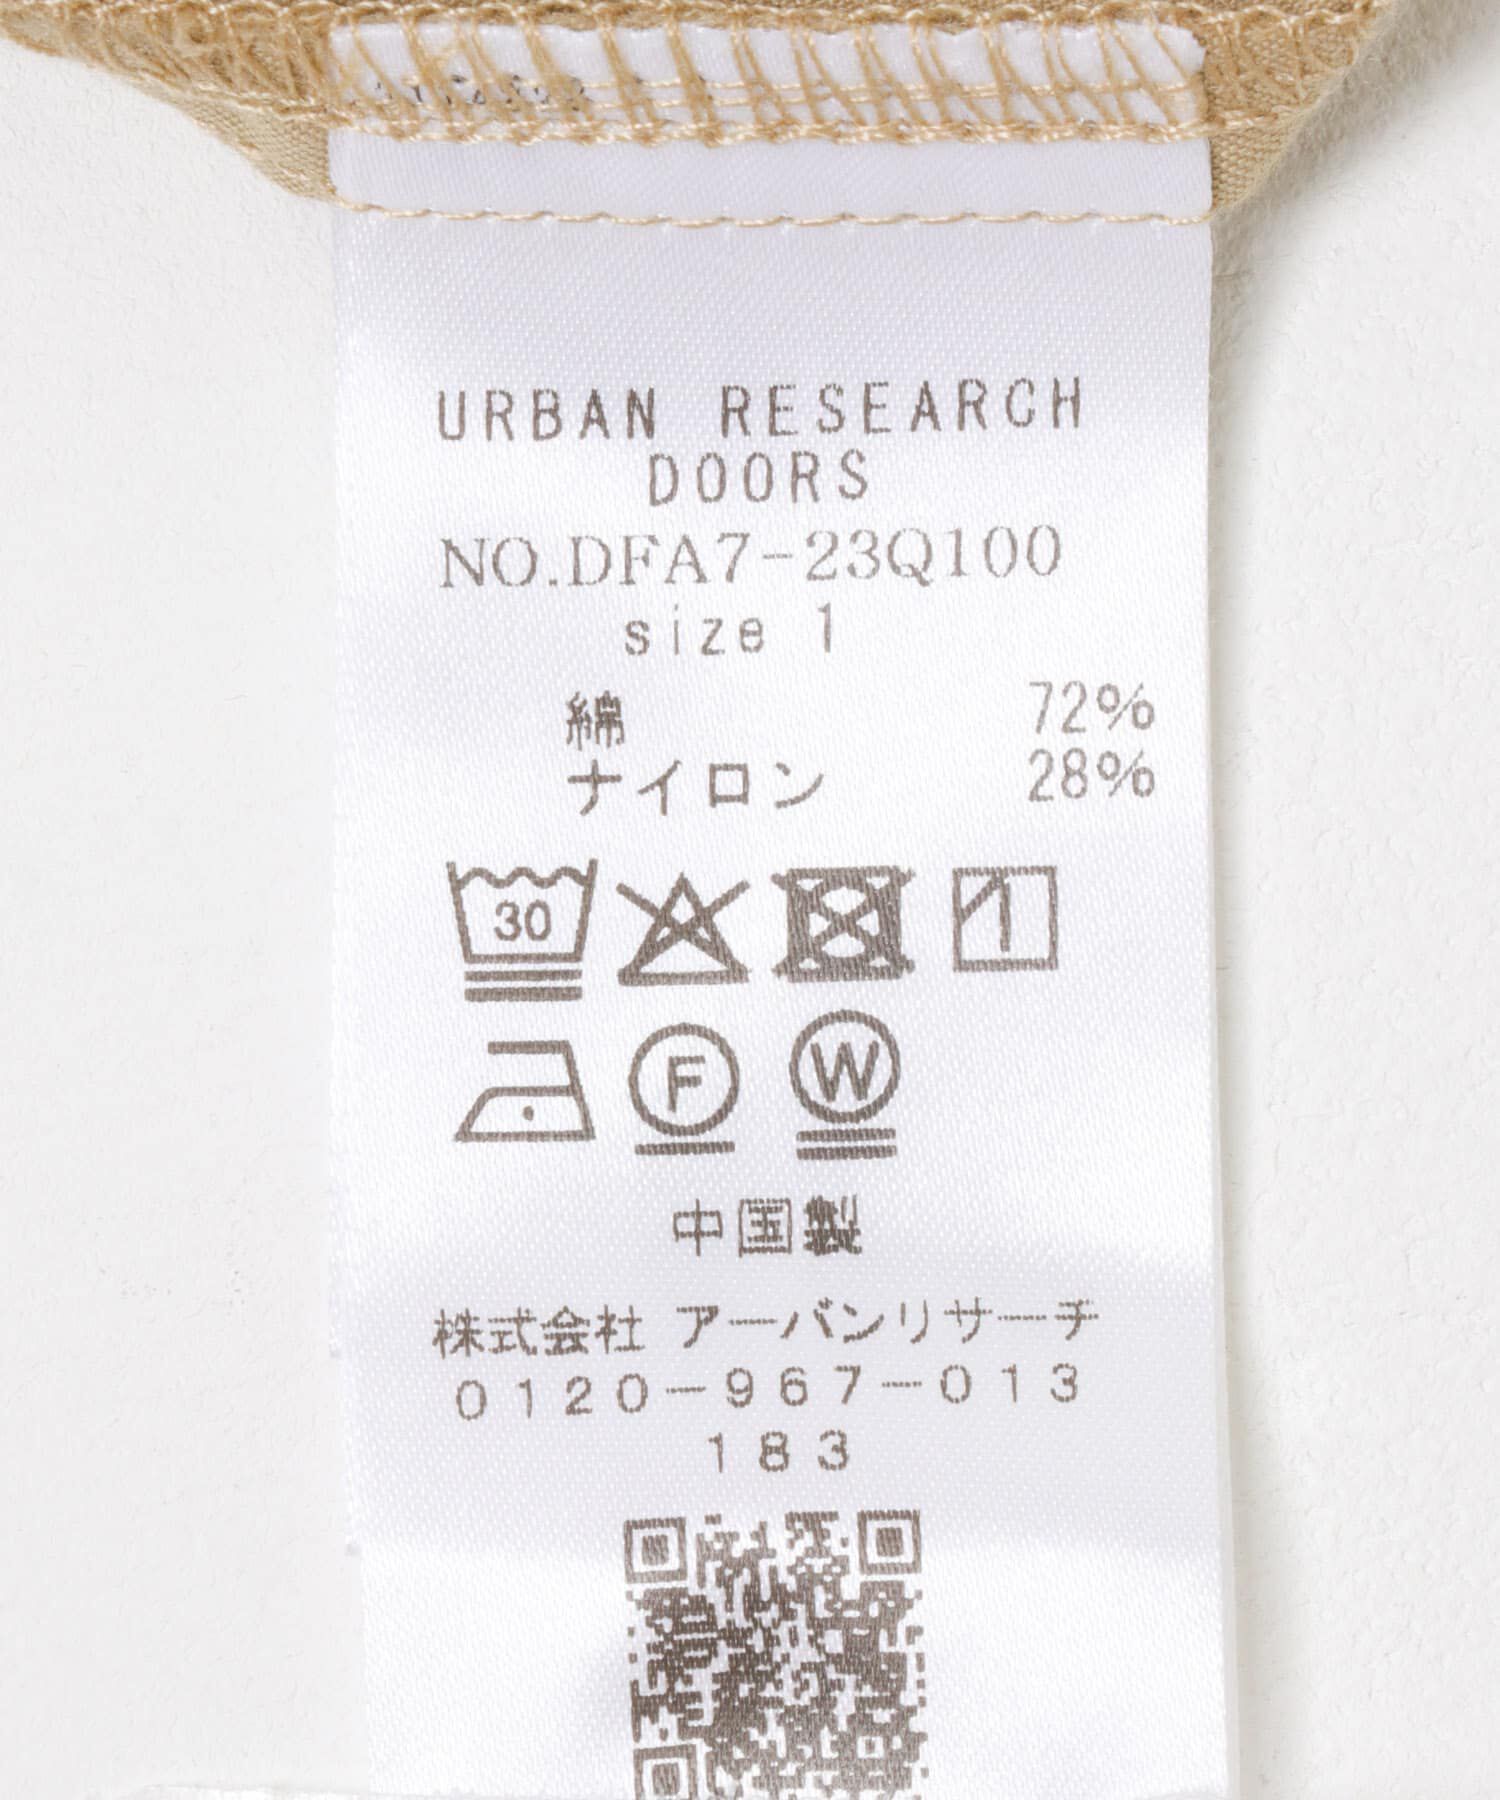 URBAN RESEARCH
DOORS
NO.DFA7-23Q100
size 1
綿 72%
ナイロン 28%
30
F W
中国製
株式会社 アーバンリサーチ
0120-967-013
183